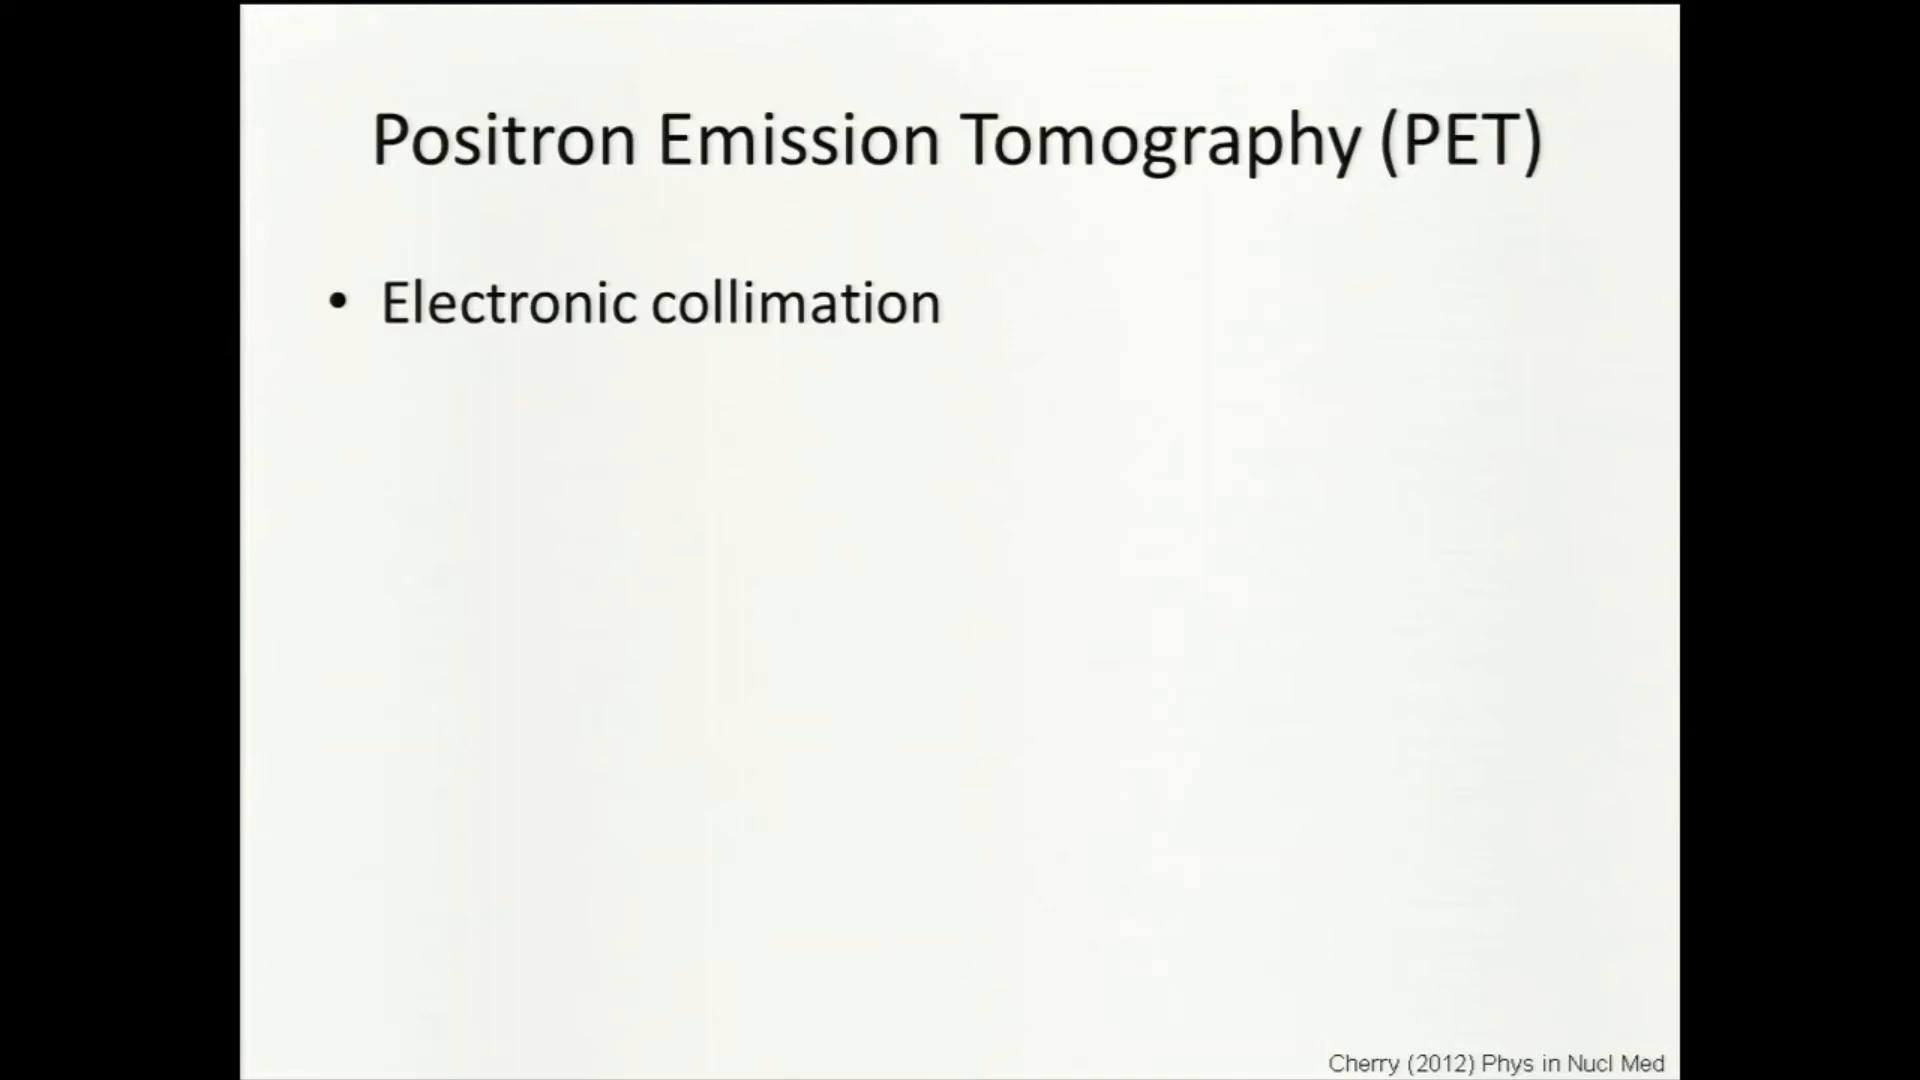 Positron Emission Tomography (PET)
• Electronic collimation
Cherry (2012) Phys in Nucl Med